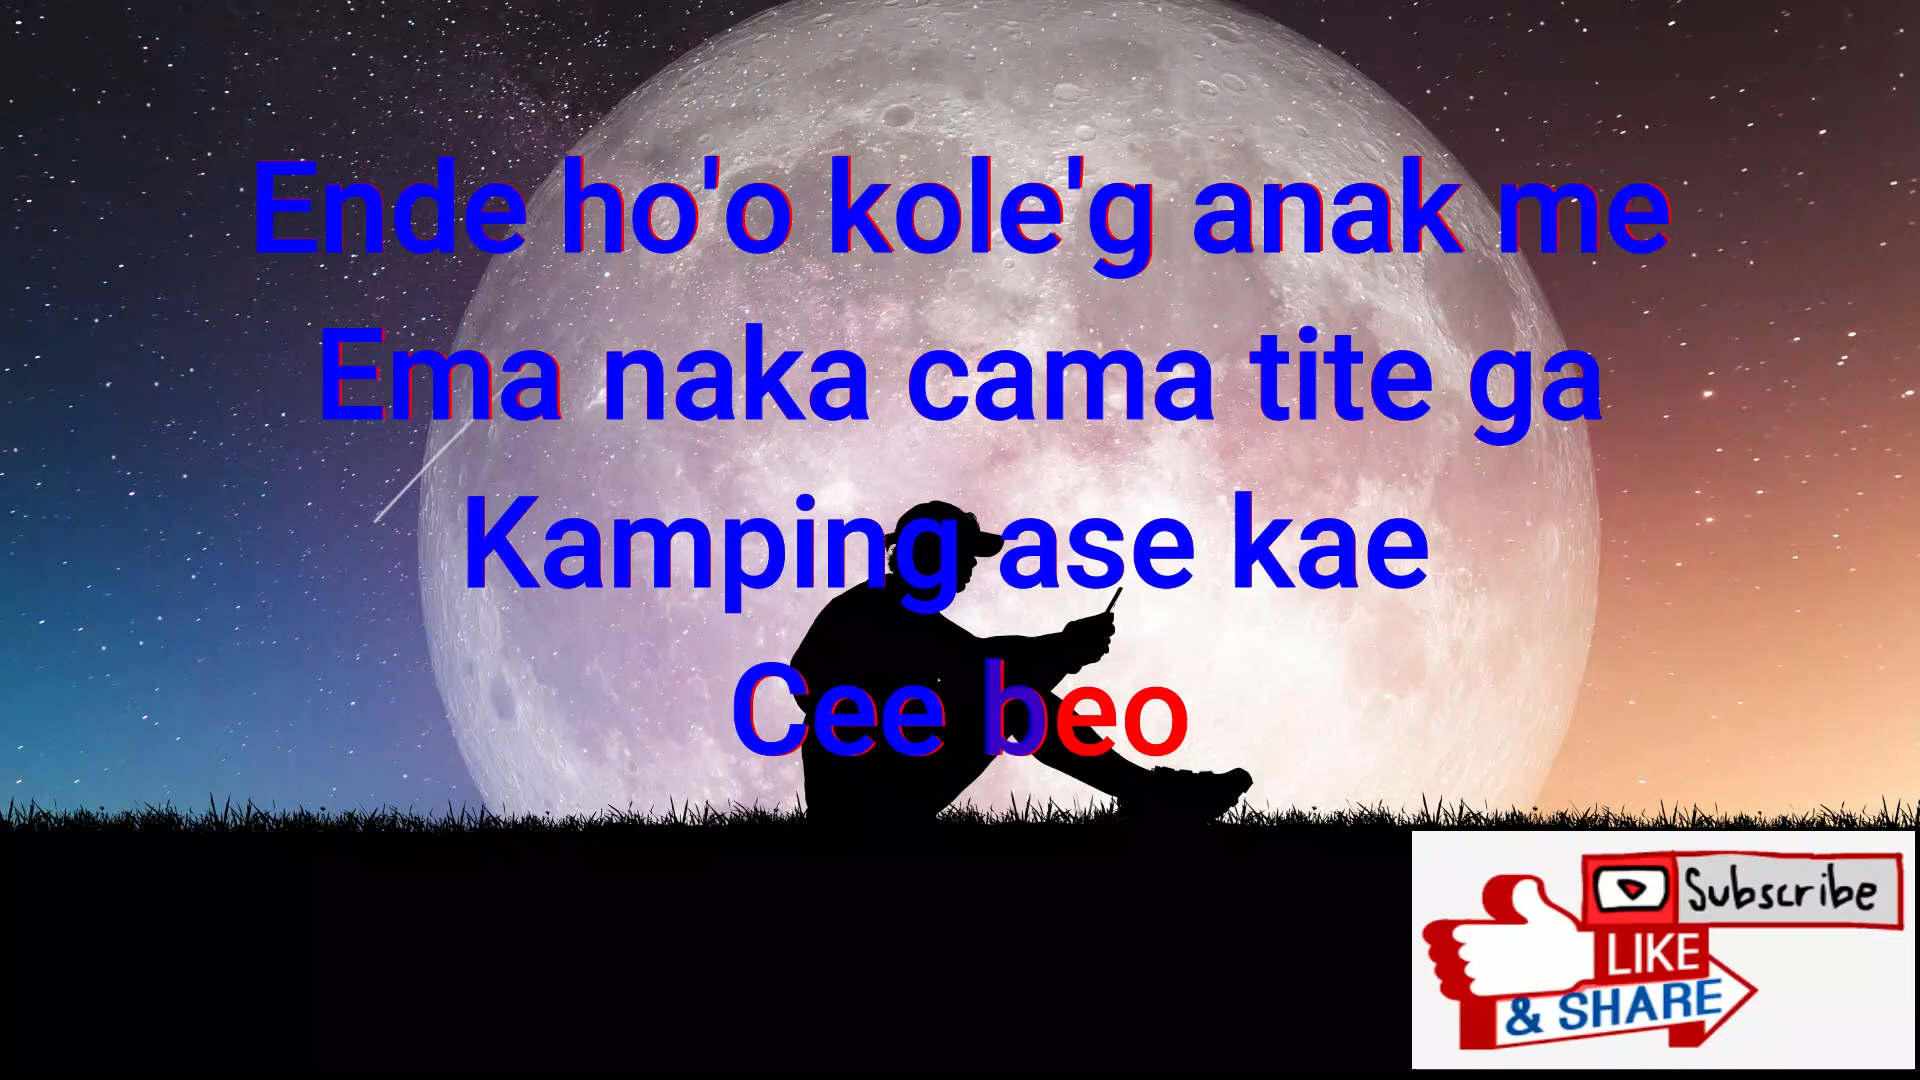 Ende ho'o kole'g anak me
Ema naka cama tite ga
Kamping ase kae
Cee beo
Subscribe
LIKE
& SHARE